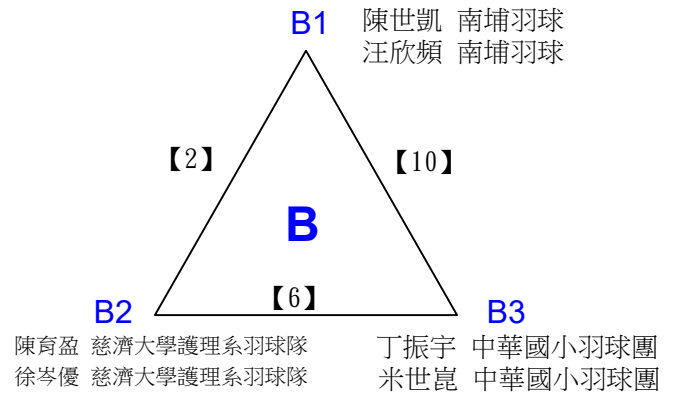 B1
陳世凱 南埔羽球
汪欣頻 南埔羽球
【2】
【10】
B
【6】
B2
B3
陳育盈 慈濟大學護理系羽球隊
徐岑優 慈濟大學護理系羽球隊
丁振宇 中華國小羽球團
米世崑 中華國小羽球團